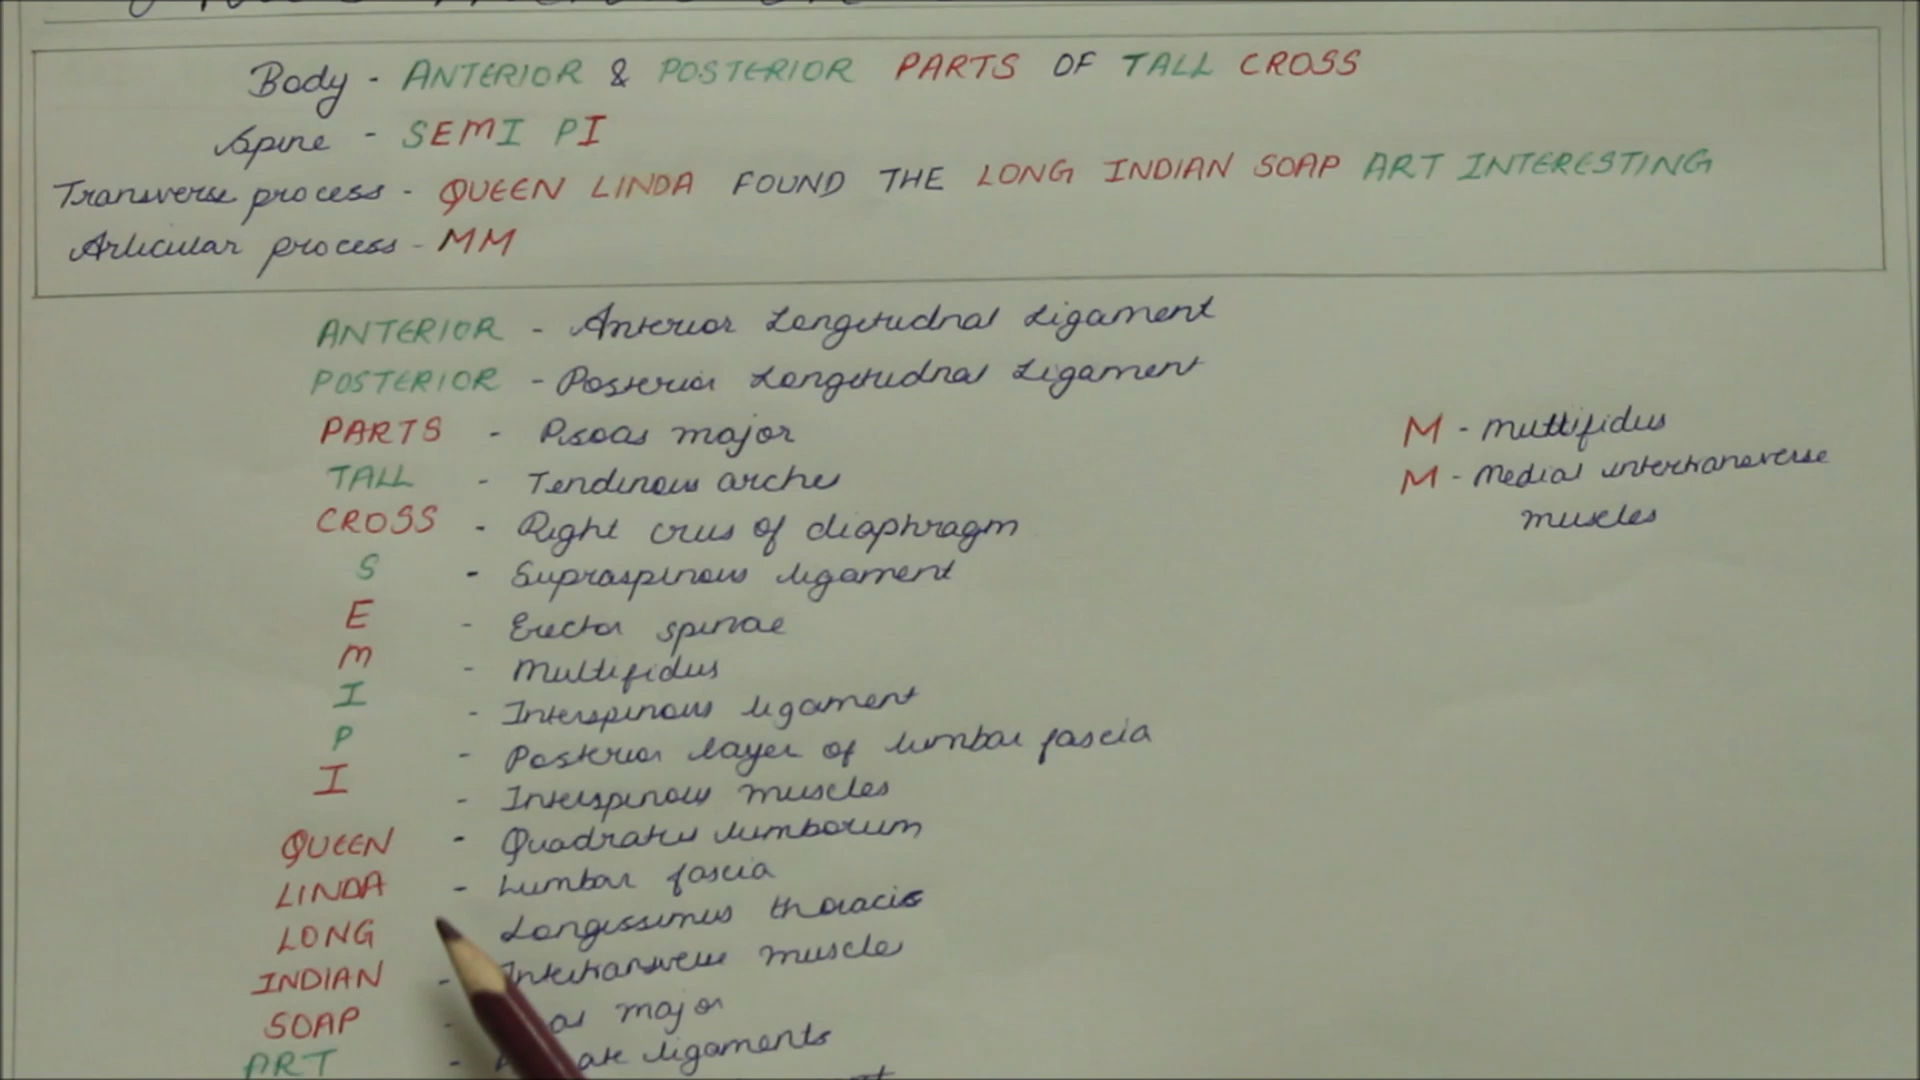 Body - ANTERIOR & POSTERIOR PARTS OF TALL CROSS
Spine - SEMI PI
Transverse process - QUEEN LINDA FOUND THE LONG INDIAN SOAP ART INTERESTING
Articular process - MM
ANTERIOR - Anterior Longitudnal Ligament
POSTERIOR - Posterior Longitudnal Ligament
PARTS - Psoas major
TALL - Tendinous arches
CROSS - Right crus of diaphragm
S - Supraspinous ligament
E - Erector spinae
M - Multifidus
I - Interspinous ligament
P - Posterior layer of lumbar fascia
I - Interspinous muscles
QUEEN - Quadratus lumborum
LINDA - Lumbar fascia
LONG Longissimus thoracis
INDIAN - Intertransverse muscle
SOAP - major
ART - ligaments
M - Multifidus
M - Medial intertransverse
muscles